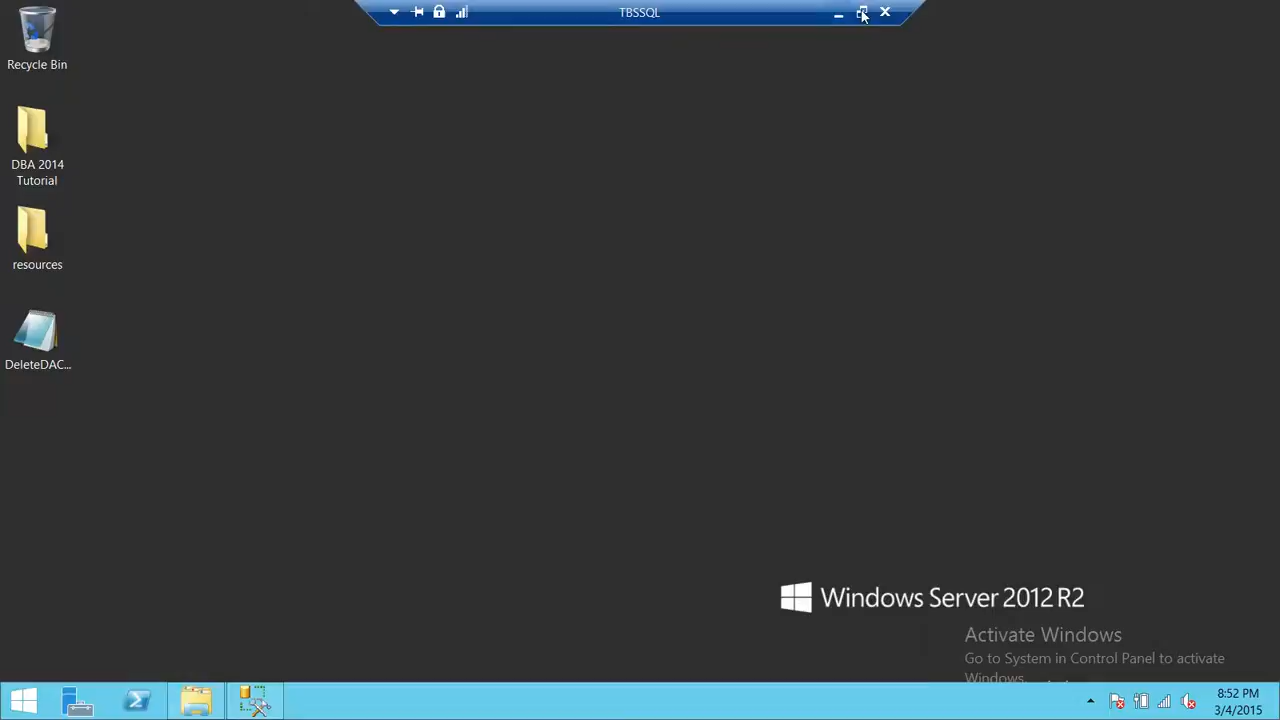 TBSSQL
Recycle Bin
DBA 2014
Tutorial
resources
DeleteDAC...
Windows Server 2012 R2
Activate Windows
Go to System in Control Panel to activate
Windows.
8:52 PM
3/4/2015